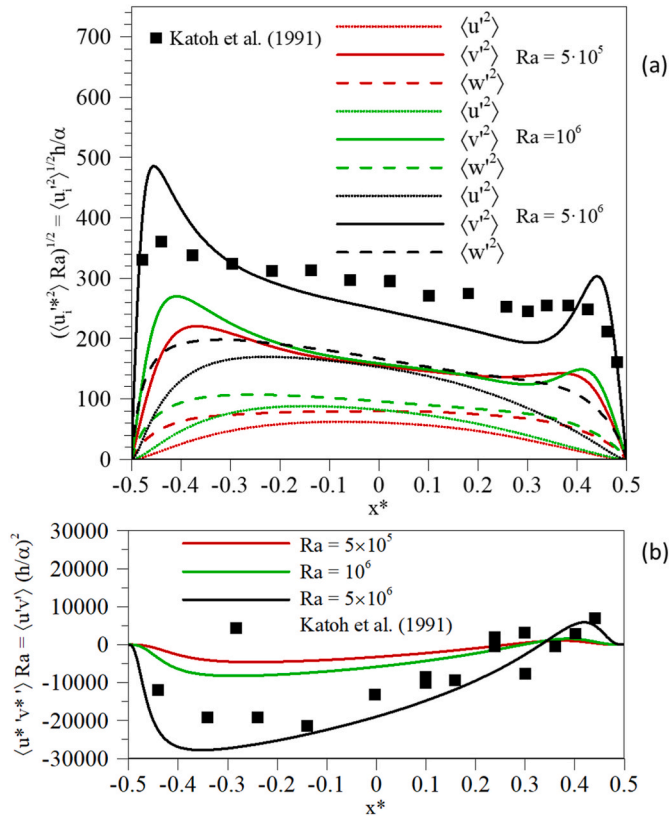 700
600
500
400
300
200
100
0
(⟨u_i'*²⟩ Ra)^1/2 = ⟨u_i'²⟩^1/2 h/α
■ Katoh et al. (1991)
⟨u'²⟩
⟨v'²⟩ Ra = 5·10⁵
⟨w'²⟩
⟨u'²⟩
⟨v'²⟩ Ra =10⁶
⟨w'²⟩
⟨u'²⟩
⟨v'²⟩ Ra = 5·10⁶
⟨w'²⟩
(a)
-0.5 -0.4 -0.3 -0.2 -0.1 0 0.1 0.2 0.3 0.4 0.5
x*
30000
20000
10000
0
-10000
-20000
-30000
⟨u*'v*'⟩ Ra = ⟨u'v'⟩ (h/α)²
Ra = 5×10⁵
Ra = 10⁶
Ra = 5×10⁶
Katoh et al. (1991)
(b)
-0.5 -0.4 -0.3 -0.2 -0.1 0 0.1 0.2 0.3 0.4 0.5
x*